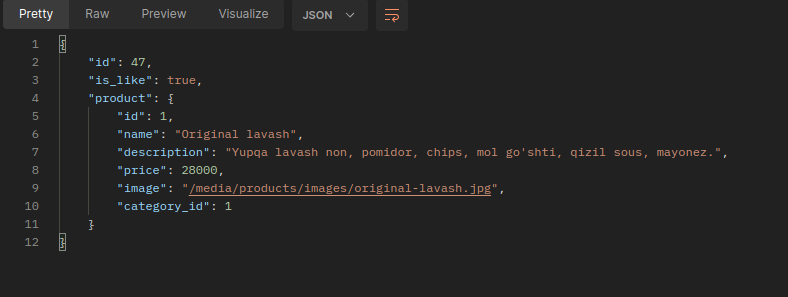 Pretty Raw Preview Visualize JSON
1 {
2 "id": 47,
3 "is_like": true,
4 "product": {
5 "id": 1,
6 "name": "Original lavash",
7 "description": "Yupqa lavash non, pomidor, chips, mol go'shti, qizil sous, mayonez.",
8 "price": 28000,
9 "image": "/media/products/images/original-lavash.jpg",
10 "category_id": 1
11 }
12 }